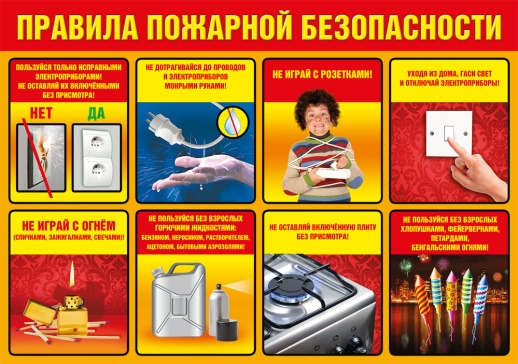 ПРАВИЛА ПОЖАРНОЙ БЕЗОПАСНОСТИ
ПОЛЬЗУЙСЯ ТОЛЬКО ИСПРАВНЫМИ
ЭЛЕКТРОПРИБОРАМИ!
НЕ ОСТАВЛЯЙ ИХ ВКЛЮЧЁННЫМИ
БЕЗ ПРИСМОТРА!
НЕТ ДА
НЕ ДОТРАГИВАЙСЯ ДО ПРОВОДОВ
И ЭЛЕКТРОПРИБОРОВ
МОКРЫМИ РУКАМИ!
НЕ ИГРАЙ С РОЗЕТКАМИ!
УХОДЯ ИЗ ДОМА, ГАСИ СВЕТ
И ОТКЛЮЧАЙ ЭЛЕКТРОПРИБОРЫ!
НЕ ИГРАЙ С ОГНЁМ
(СПИЧКАМИ, ЗАЖИГАЛКАМИ, СВЕЧАМИ)!
НЕ ПОЛЬЗУЙСЯ БЕЗ ВЗРОСЛЫХ
ГОРЮЧИМИ ЖИДКОСТЯМИ:
БЕНЗИНОМ, КЕРОСИНОМ, РАСТВОРИТЕЛЕМ,
АЦЕТОНОМ, БЫТОВЫМИ АЭРОЗОЛЯМИ!
НЕ ОСТАВЛЯЙ ВКЛЮЧЁННУЮ ПЛИТУ
БЕЗ ПРИСМОТРА!
НЕ ПОЛЬЗУЙСЯ БЕЗ ВЗРОСЛЫХ
ХЛОПУШКАМИ, ФЕЙЕРВЕРКАМИ,
ПЕТАРДАМИ,
БЕНГАЛЬСКИМИ ОГНЯМИ!